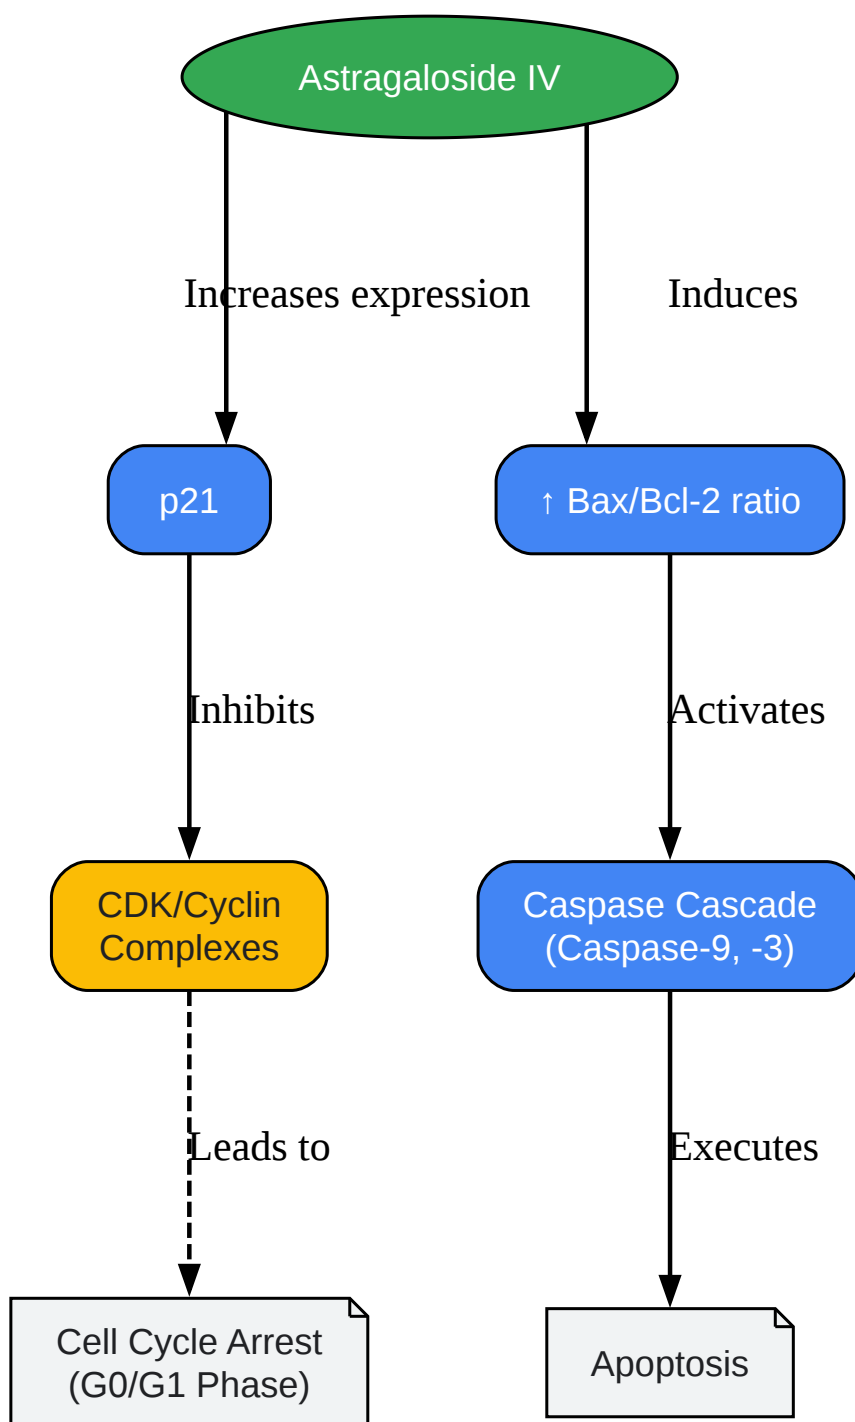 Astragaloside IV
Increases expression
Induces
p21
↑ Bax/Bcl-2 ratio
Inhibits
Activates
CDK/Cyclin
Complexes
Caspase Cascade
(Caspase-9, -3)
Leads to
Executes
Cell Cycle Arrest
(G0/G1 Phase)
Apoptosis